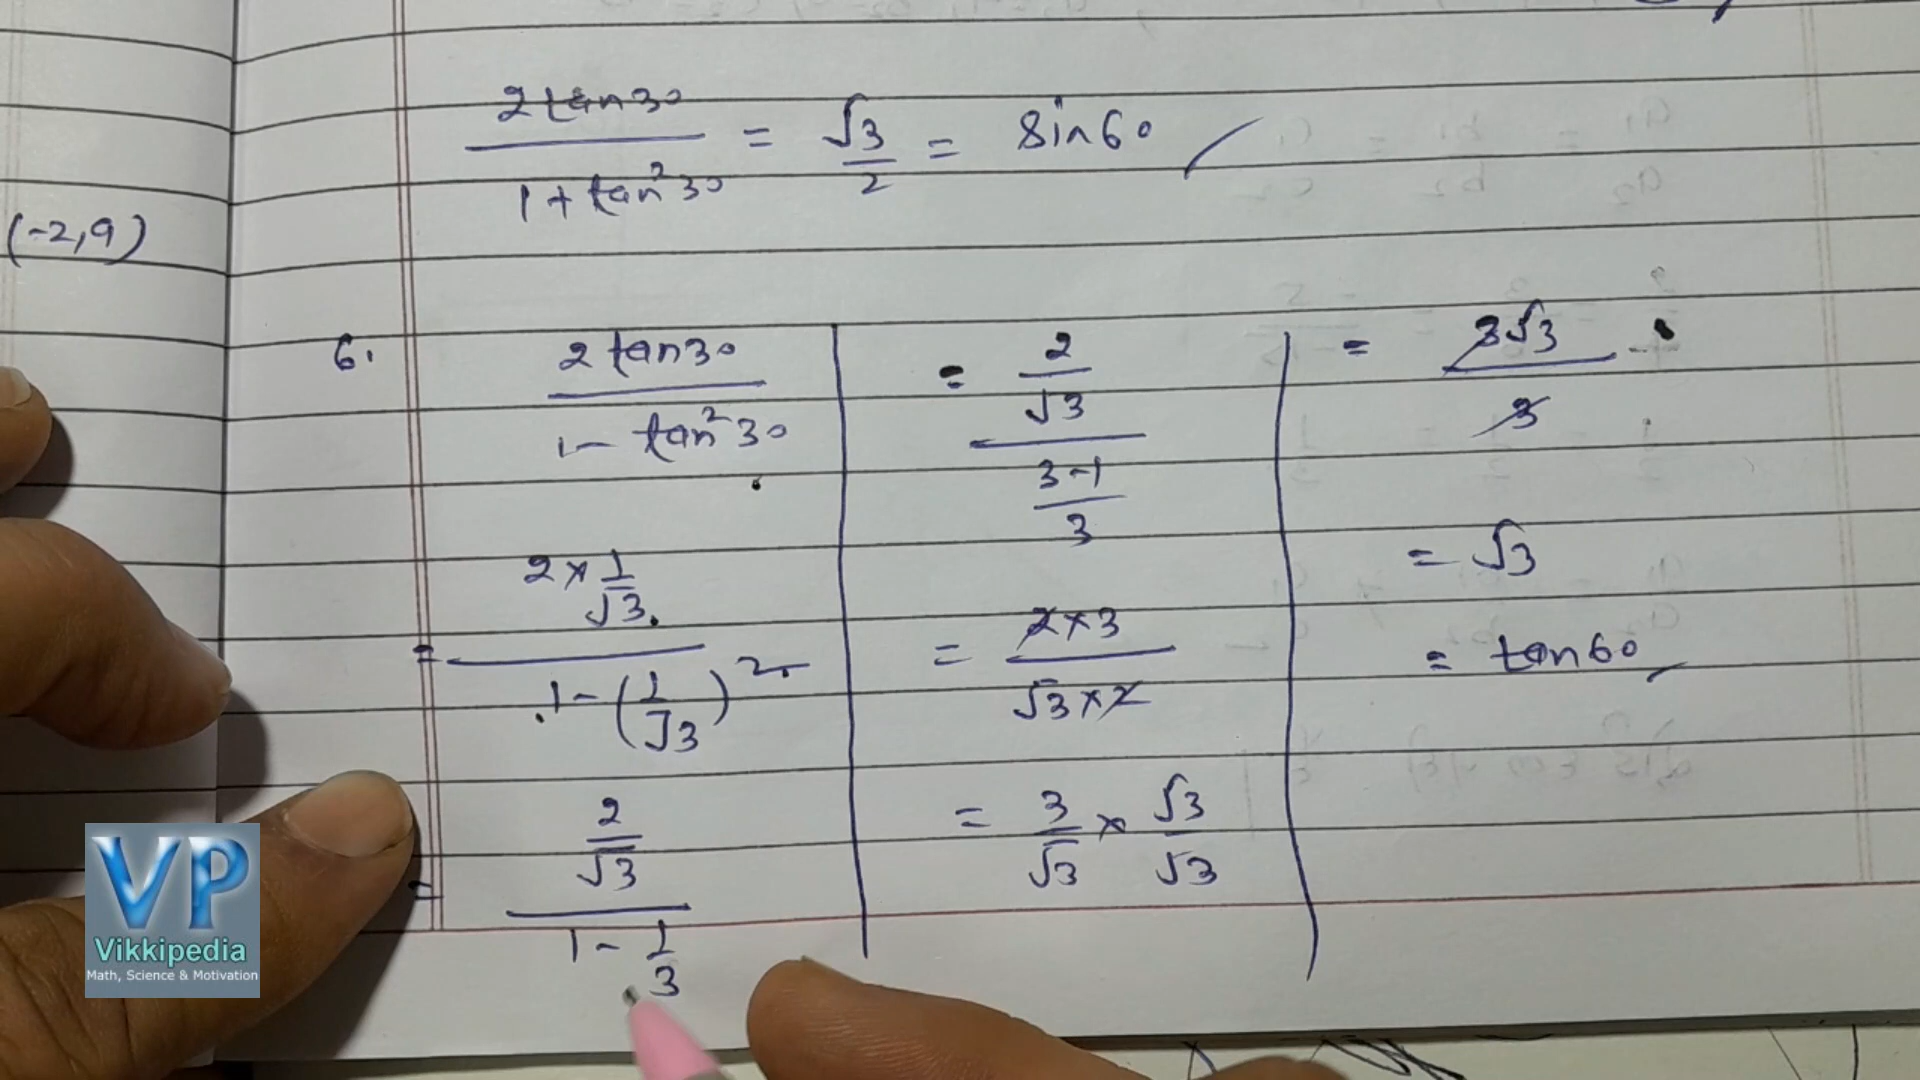 2tan30 / 1 + tan²30 = √3 / 2 = sin60
(-2,9)
6. 2 tan30 / 1 - tan²30
= 2 × 1/√3 / 1 - (1/√3)²
= 2/√3 / 1 - 1/3
= 2/√3 / 3-1/3
= 2×3 / √3×2
= 3/√3 × √3/√3
= 3√3 / 3
= √3
= tan60
VP
Vikkipedia
Math, Science & Motivation